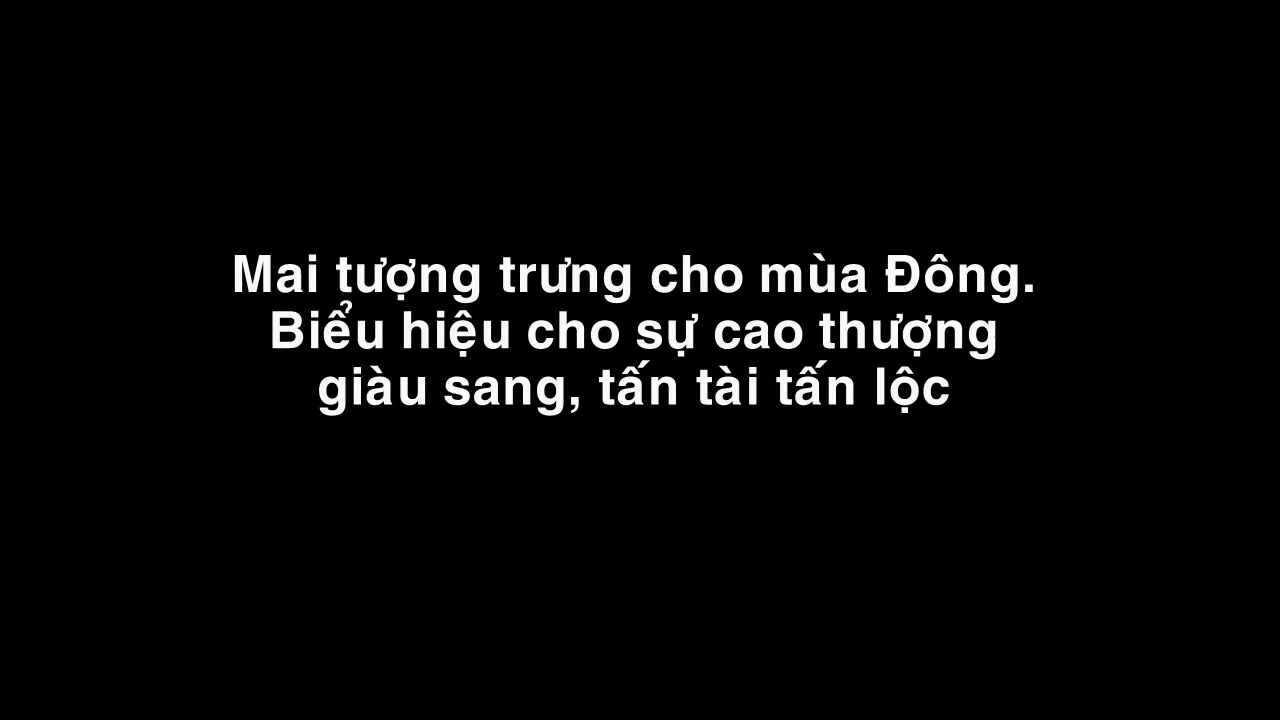 Mai tượng trưng cho mùa Đông.
Biểu hiệu cho sự cao thượng
giàu sang, tấn tài tấn lộc